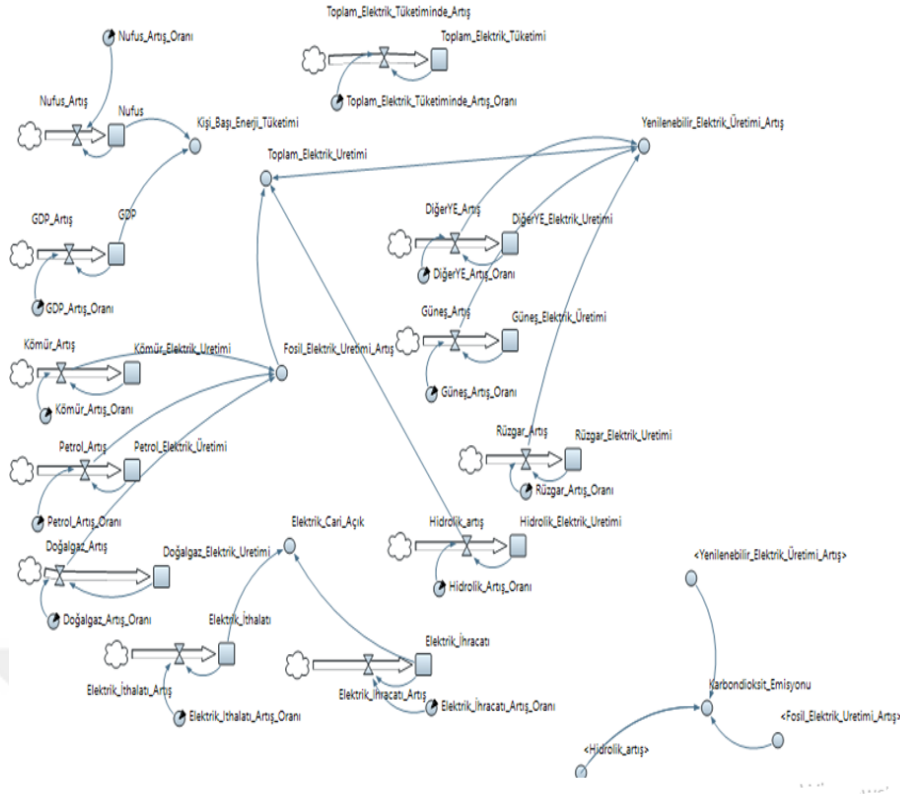 Toplam_Elektrik_Tüketiminde_Artış
Nufus_Artış_Oranı
Toplam_Elektrik_Tüketimi
Toplam_Elektrik_Tüketiminde_Artış_Oranı
Nufus_Artış
Nufus
Kişi_Başı_Enerji_Tüketimi
Yenilenebilir_Elektrik_Üretimi_Artış
Toplam_Elektrik_Uretimi
GDP_Artış
GDP
DiğerYE_Artış
DiğerYE_Elektrik_Uretimi
DiğerYE_Artış_Oranı
GDP_Artış_Oranı
Güneş_Artış
Güneş_Elektrik_Üretimi
Kömür_Artış
Kömür_Elektrik_Uretimi
Fosil_Elektrik_Uretimi_Artış
Güneş_Artış_Oranı
Kömür_Artış_Oranı
Rüzgar_Artış
Rüzgar_Elektrik_Uretimi
Petrol_Artış
Petrol_Elektrik_Üretimi
Rüzgar_Artış_Oranı
Petrol_Artış_Oranı
Elektrik_Cari_Açık
Hidrolik_artış
Hidrolik_Elektrik_Uretimi
Doğalgaz_Artış
Doğalgaz_Elektrik_Uretimi
<Yenilenebilir_Elektrik_Üretimi_Artış>
Hidrolik_Artış_Oranı
Doğalgaz_Artış_Oranı
Elektrik_İthalatı
Elektrik_İhracatı
Elektrik_İthalatı_Artış
Elektrik_İhracatı_Artış
Karbondioksit_Emisyonu
Elektrik_Ithalatı_Artış_Oranı
Elektrik_İhracatı_Artış_Oranı
<Fosil_Elektrik_Uretimi_Artış>
<Hidrolik_artış>